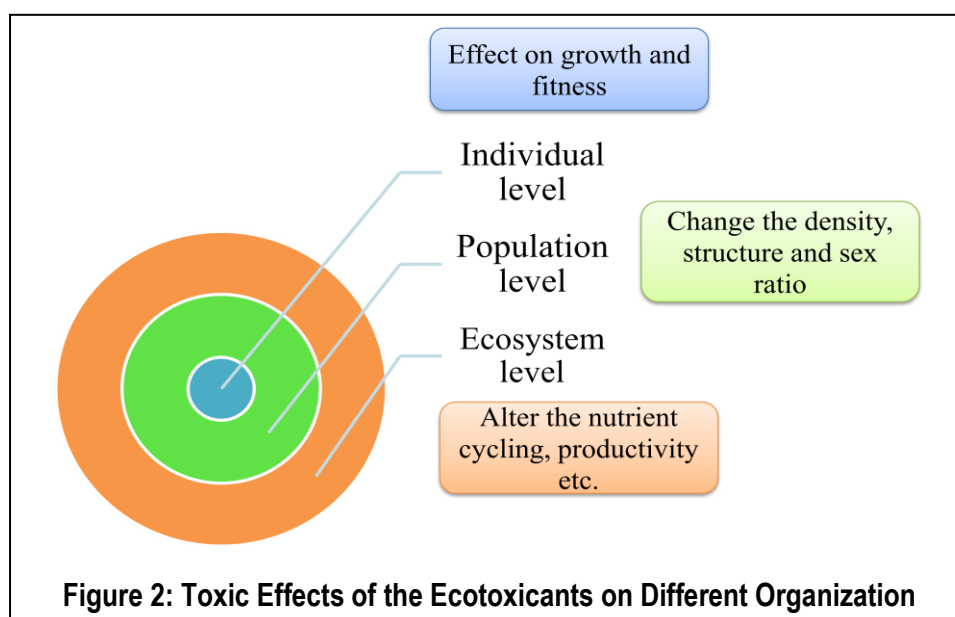 Effect on growth and
fitness
Individual
level
Change the density,
structure and sex
ratio
Population
level
Ecosystem
level
Alter the nutrient
cycling, productivity
etc.
Figure 2: Toxic Effects of the Ecotoxicants on Different Organization